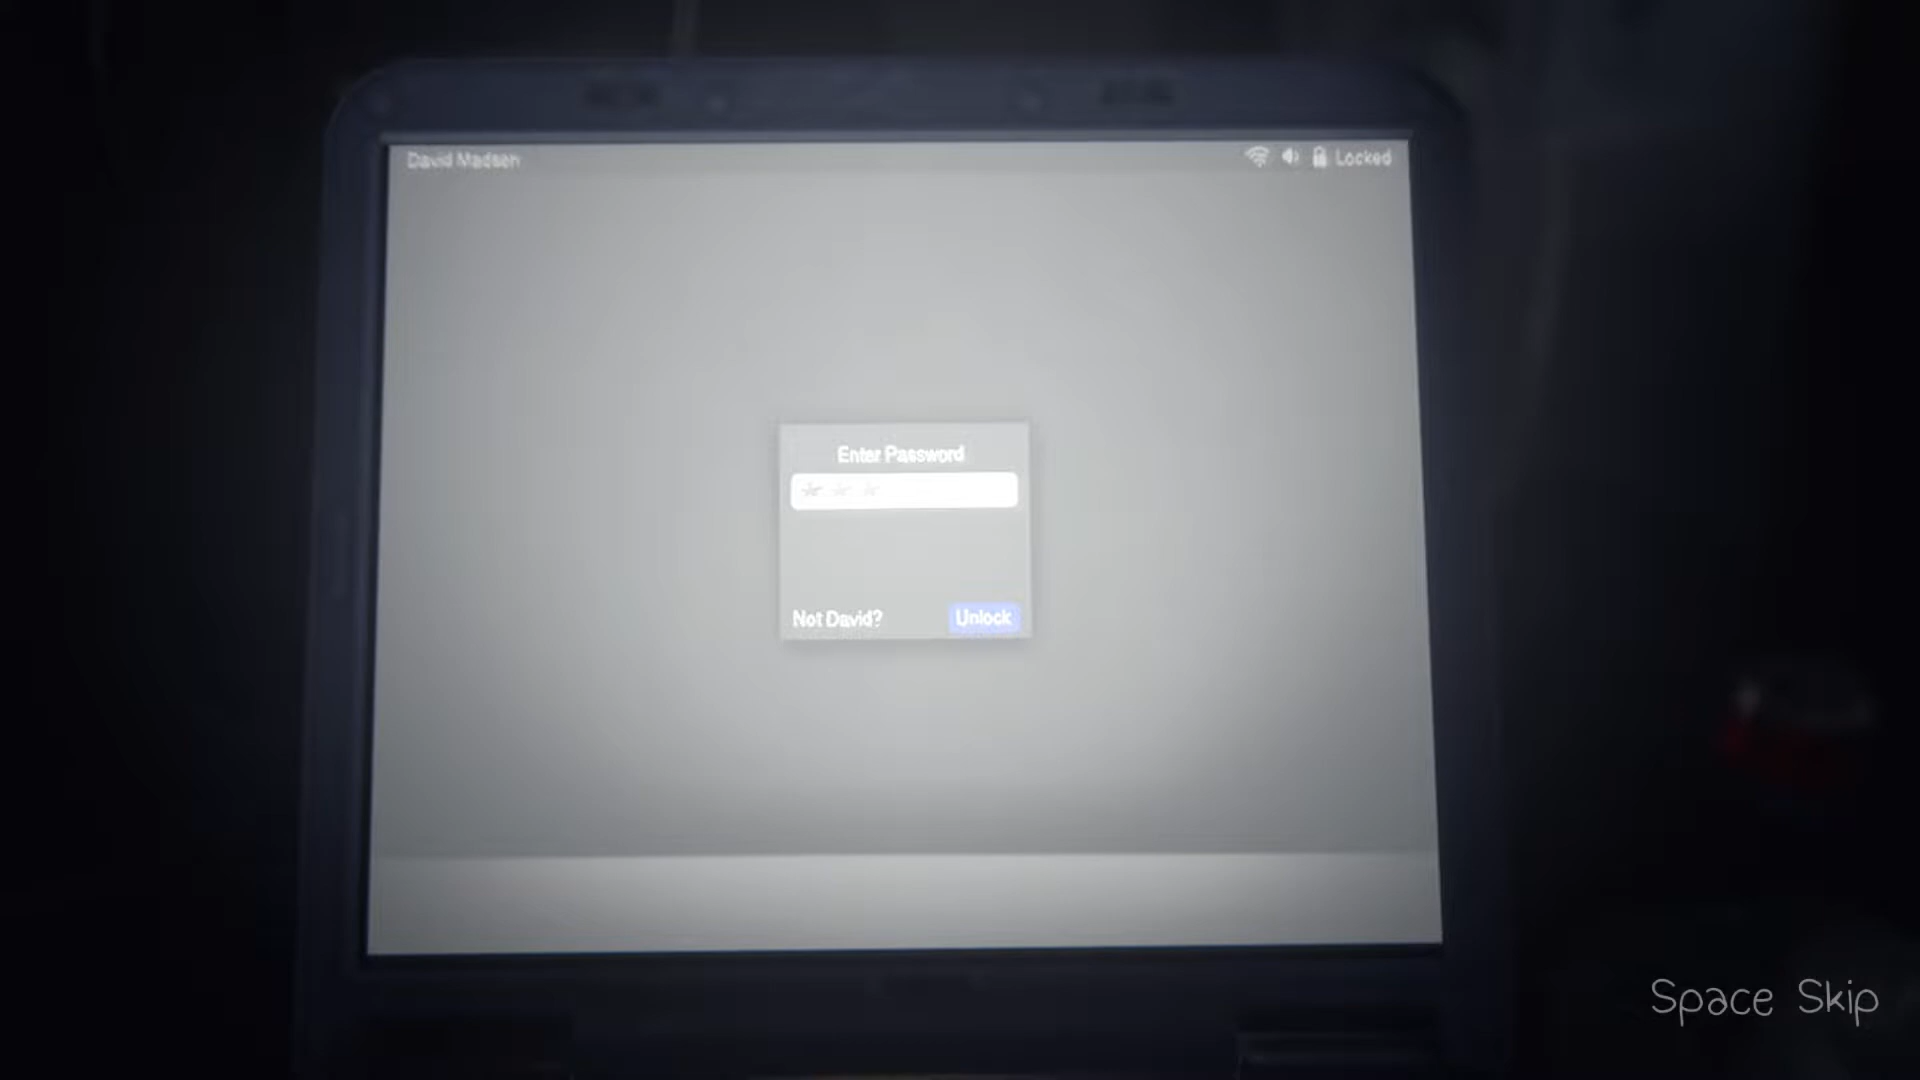 David Madsen
Locked
Enter Password
***
Not David?
Unlock
Space Skip